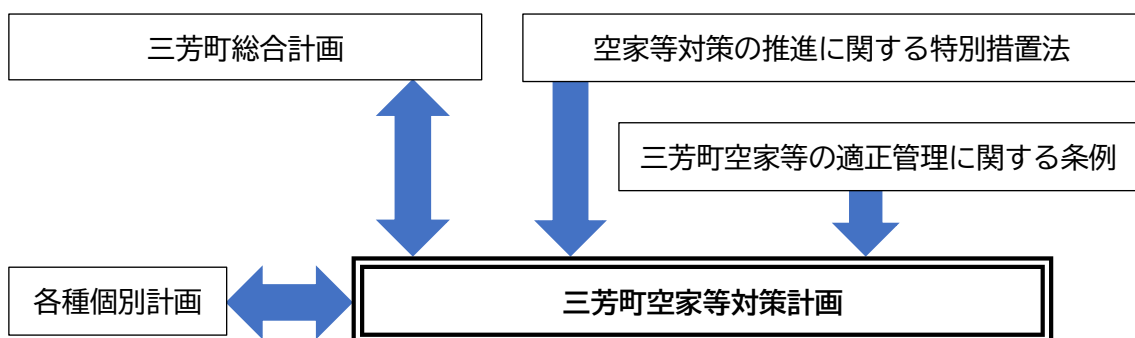 三芳町総合計画
空家等対策の推進に関する特別措置法
三芳町空家等の適正管理に関する条例
各種個別計画
三芳町空家等対策計画